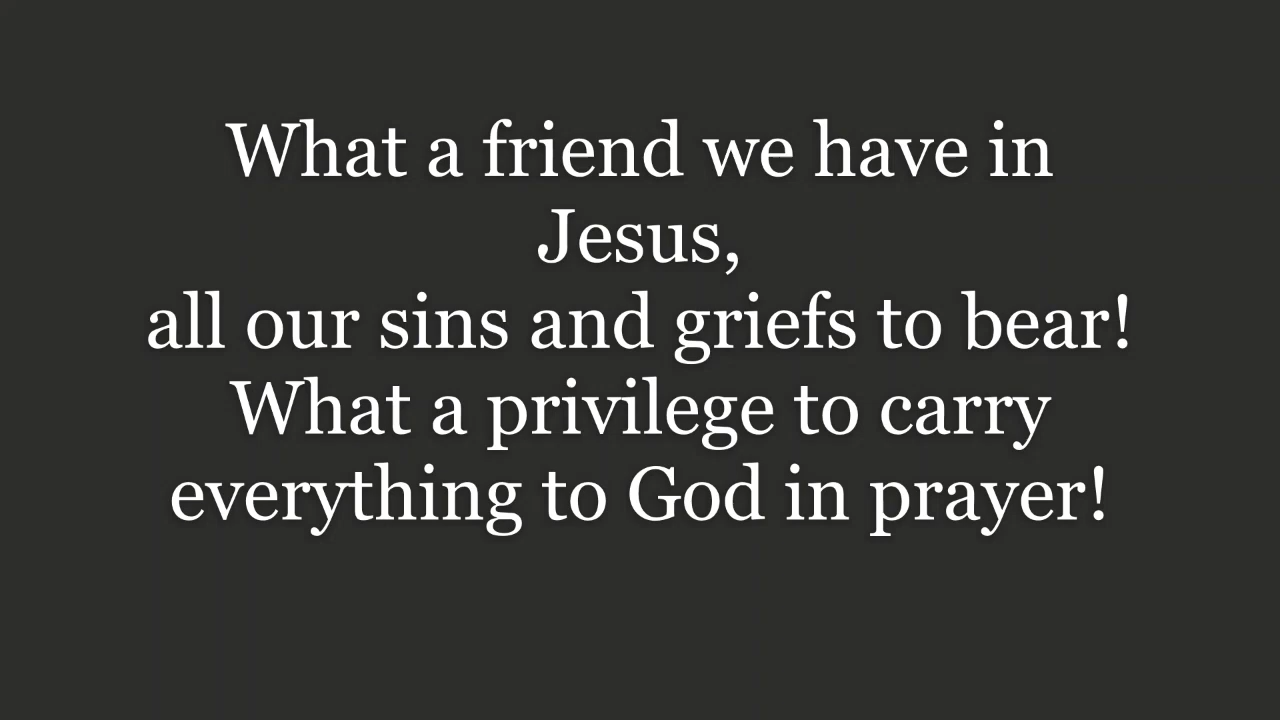 What a friend we have in
Jesus,
all our sins and griefs to bear!
What a privilege to carry
everything to God in prayer!